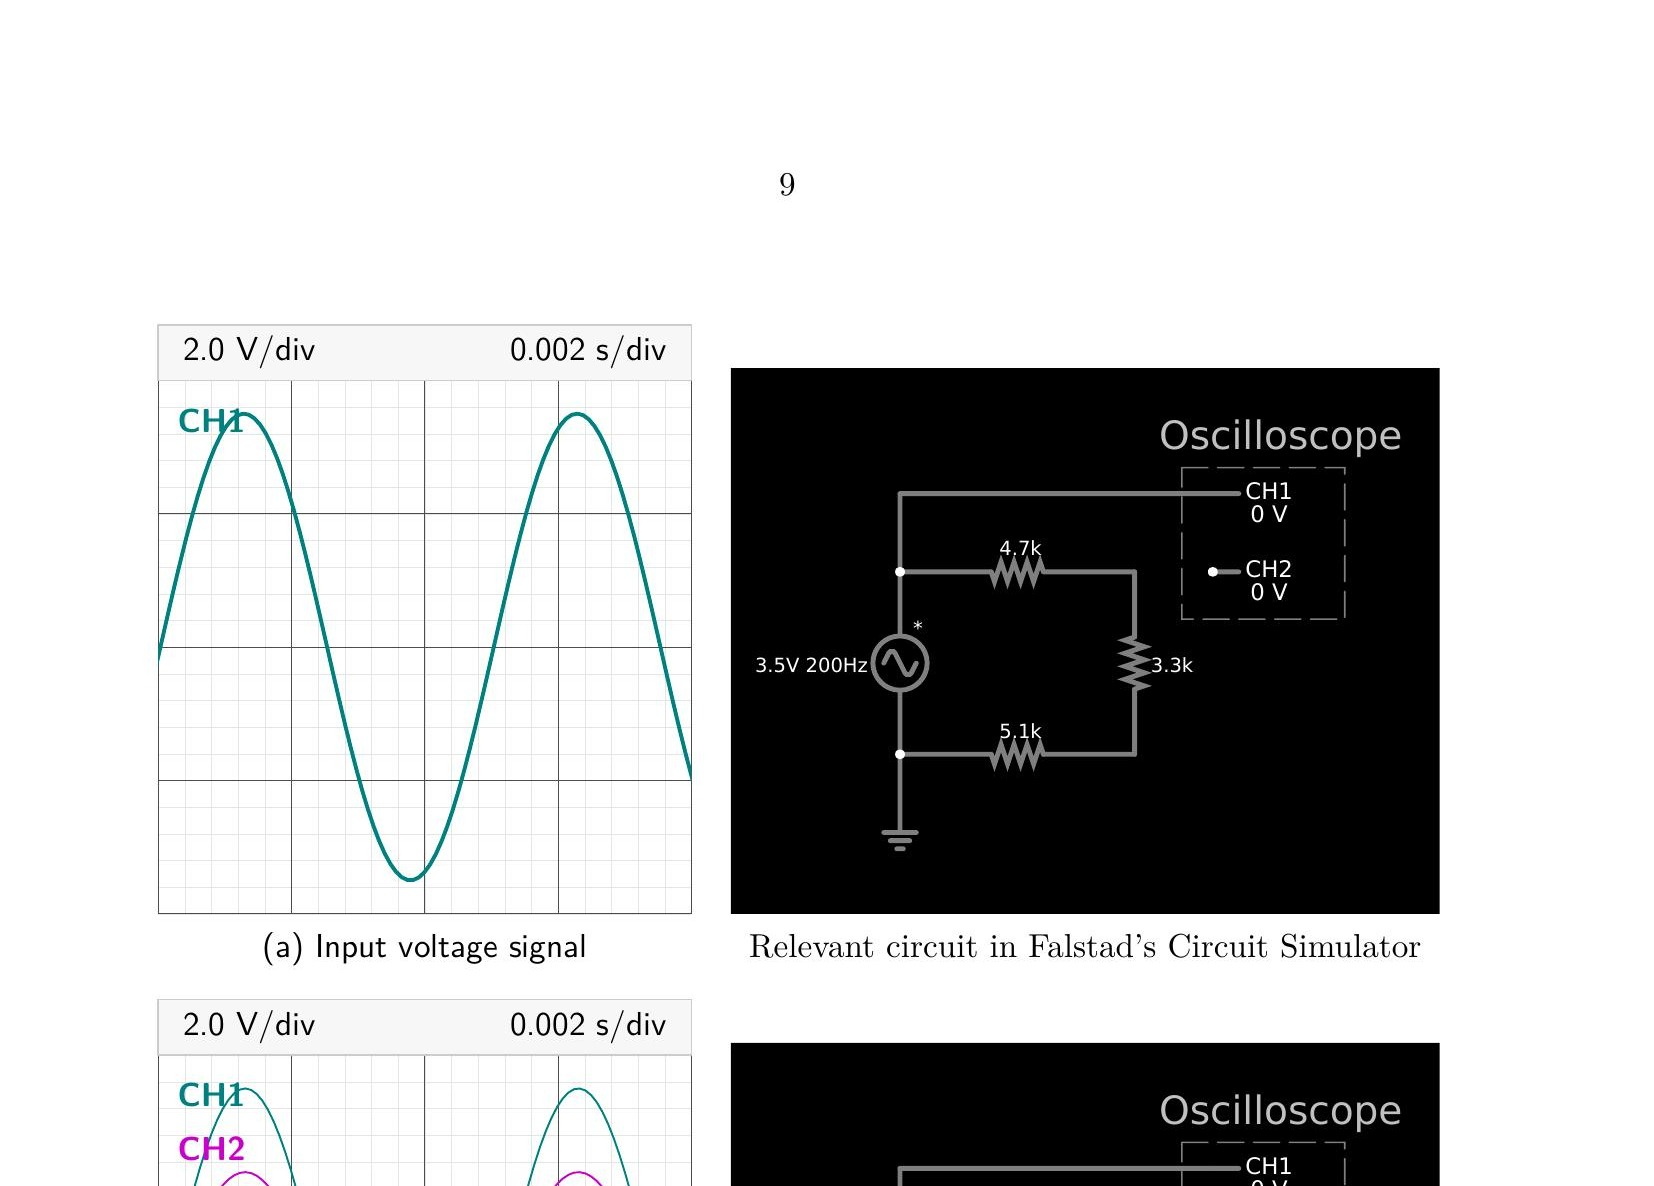 9
2.0 V/div 0.002 s/div
CH1
(a) Input voltage signal
Oscilloscope
CH1
0 V
CH2
0 V
4.7k
*
3.5V 200Hz
3.3k
5.1k
Relevant circuit in Falstad's Circuit Simulator
2.0 V/div 0.002 s/div
CH1
CH2
Oscilloscope
CH1
0 V